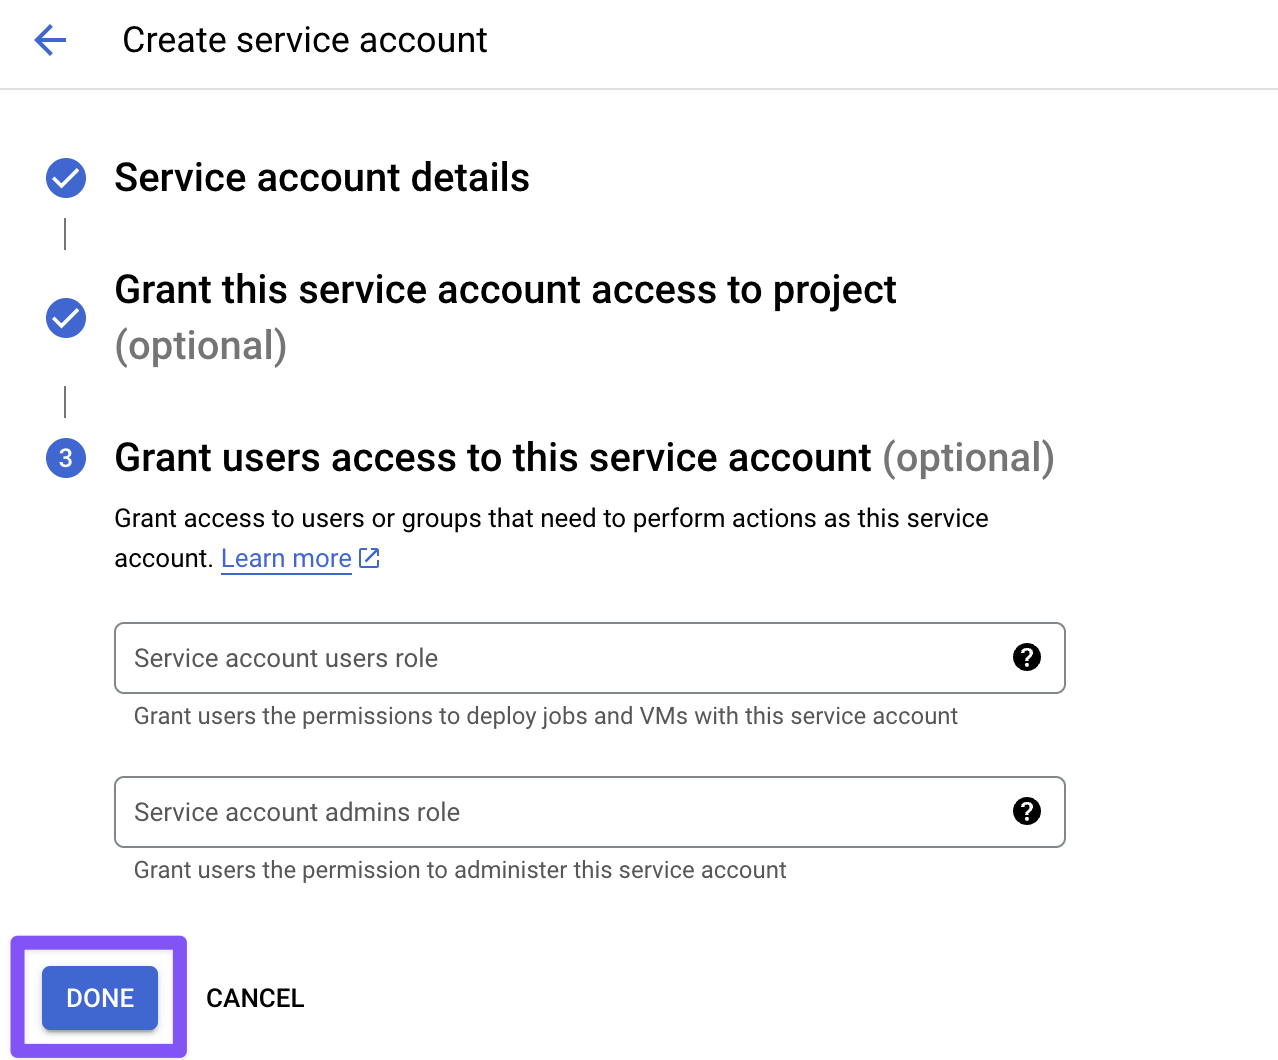 Create service account
Service account details
Grant this service account access to project
(optional)
3
Grant users access to this service account (optional)
Grant access to users or groups that need to perform actions as this service
account. Learn more
Service account users role
?
Grant users the permissions to deploy jobs and VMs with this service account
Service account admins role
?
Grant users the permission to administer this service account
DONE
CANCEL